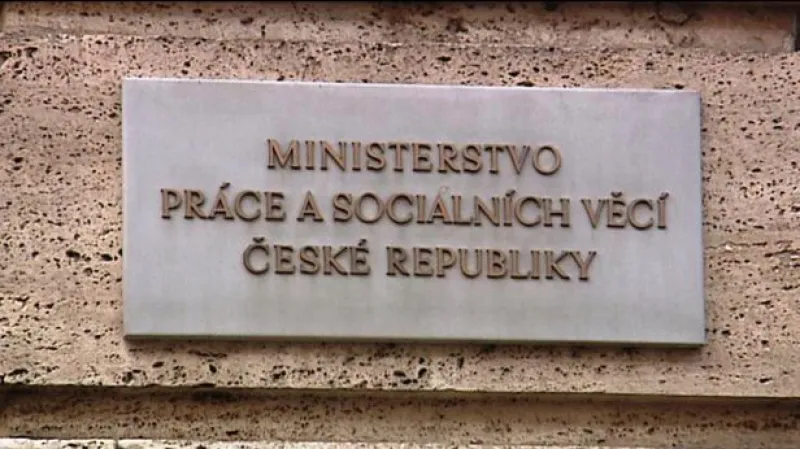 MINISTERSTVO
PRÁCE A SOCIÁLNÍCH VĚCÍ
ČESKÉ REPUBLIKY